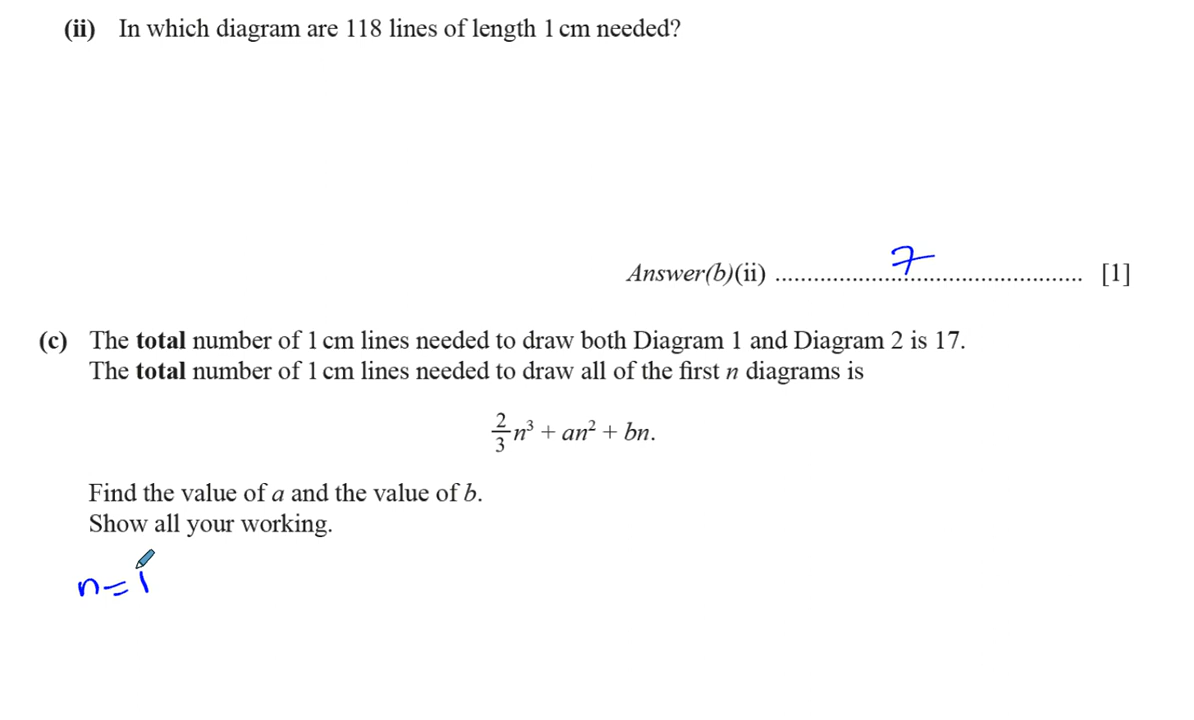 (ii) In which diagram are 118 lines of length 1 cm needed?
7
Answer(b)(ii) .................................................. [1]
(c) The total number of 1 cm lines needed to draw both Diagram 1 and Diagram 2 is 17.
The total number of 1 cm lines needed to draw all of the first n diagrams is
2/3 n³ + an² + bn.
Find the value of a and the value of b.
Show all your working.
n=1